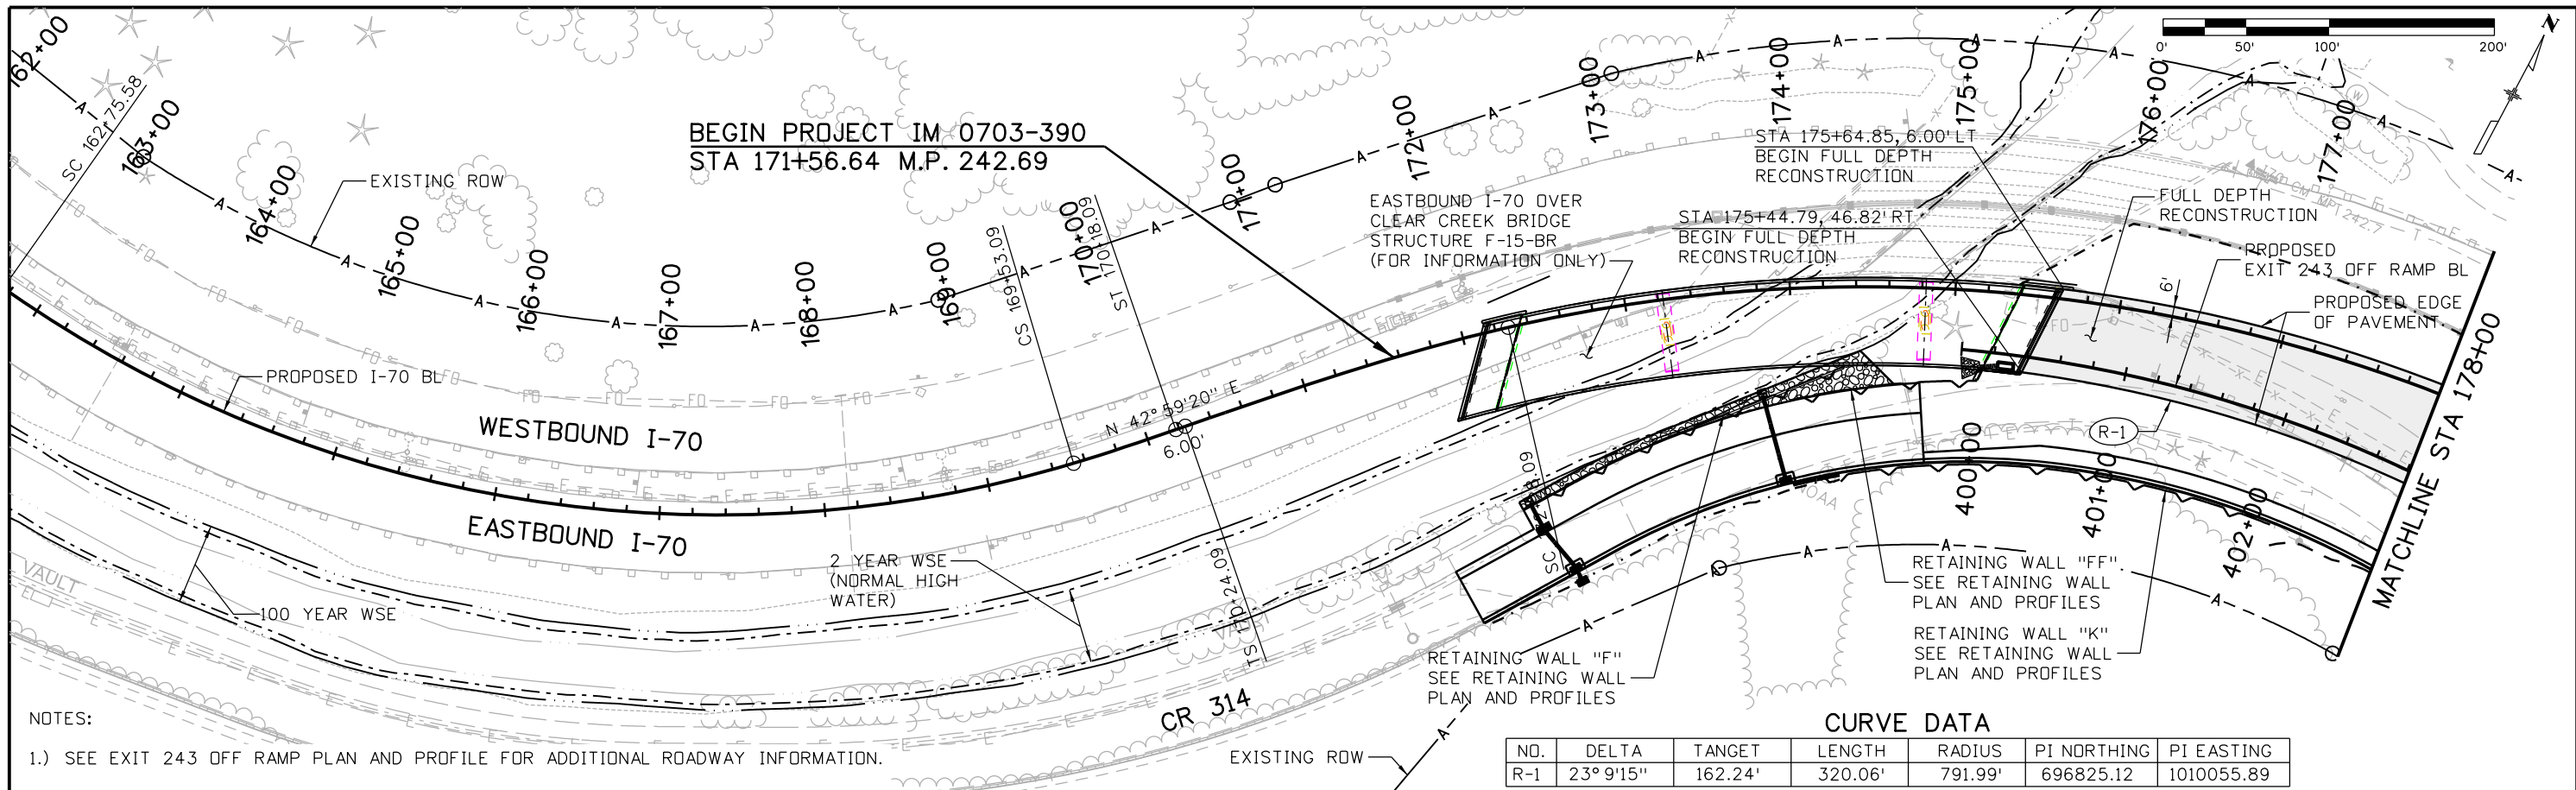 162+00
SC 162+75.58
163+00
164+00
165+00
166+00
167+00
168+00
169+00
CS 169+53.09
170+00
ST 170+18.09
171+00
172+00
173+00
174+00
175+00
176+00
177+00
0' 50' 100' 200'
N
EXISTING ROW
BEGIN PROJECT IM 0703-390
STA 171+56.64 M.P. 242.69
EASTBOUND I-70 OVER
CLEAR CREEK BRIDGE
STRUCTURE F-15-BR
(FOR INFORMATION ONLY)
STA 175+64.85, 6.00' LT
BEGIN FULL DEPTH
RECONSTRUCTION
STA 175+44.79, 46.82' RT
BEGIN FULL DEPTH
RECONSTRUCTION
FULL DEPTH
RECONSTRUCTION
PROPOSED
EXIT 243 OFF RAMP BL
PROPOSED EDGE
OF PAVEMENT
6'
MPT 242.7
W
PROPOSED I-70 BL
WESTBOUND I-70
EASTBOUND I-70
N 42° 59'20" E
6.00'
R-1
400+00
401+00
402+00
MATCHLINE STA 178+00
VAULT
100 YEAR WSE
2 YEAR WSE
(NORMAL HIGH
WATER)
VAULT
CR 314
RETAINING WALL "F"
SEE RETAINING WALL
PLAN AND PROFILES
RETAINING WALL "FF"
SEE RETAINING WALL
PLAN AND PROFILES
RETAINING WALL "K"
SEE RETAINING WALL
PLAN AND PROFILES
EXISTING ROW
NOTES:
1.) SEE EXIT 243 OFF RAMP PLAN AND PROFILE FOR ADDITIONAL ROADWAY INFORMATION.
CURVE DATA
NO. DELTA TANGET LENGTH RADIUS PI NORTHING PI EASTING
R-1 23° 9'15" 162.24' 320.06' 791.99' 696825.12 1010055.89